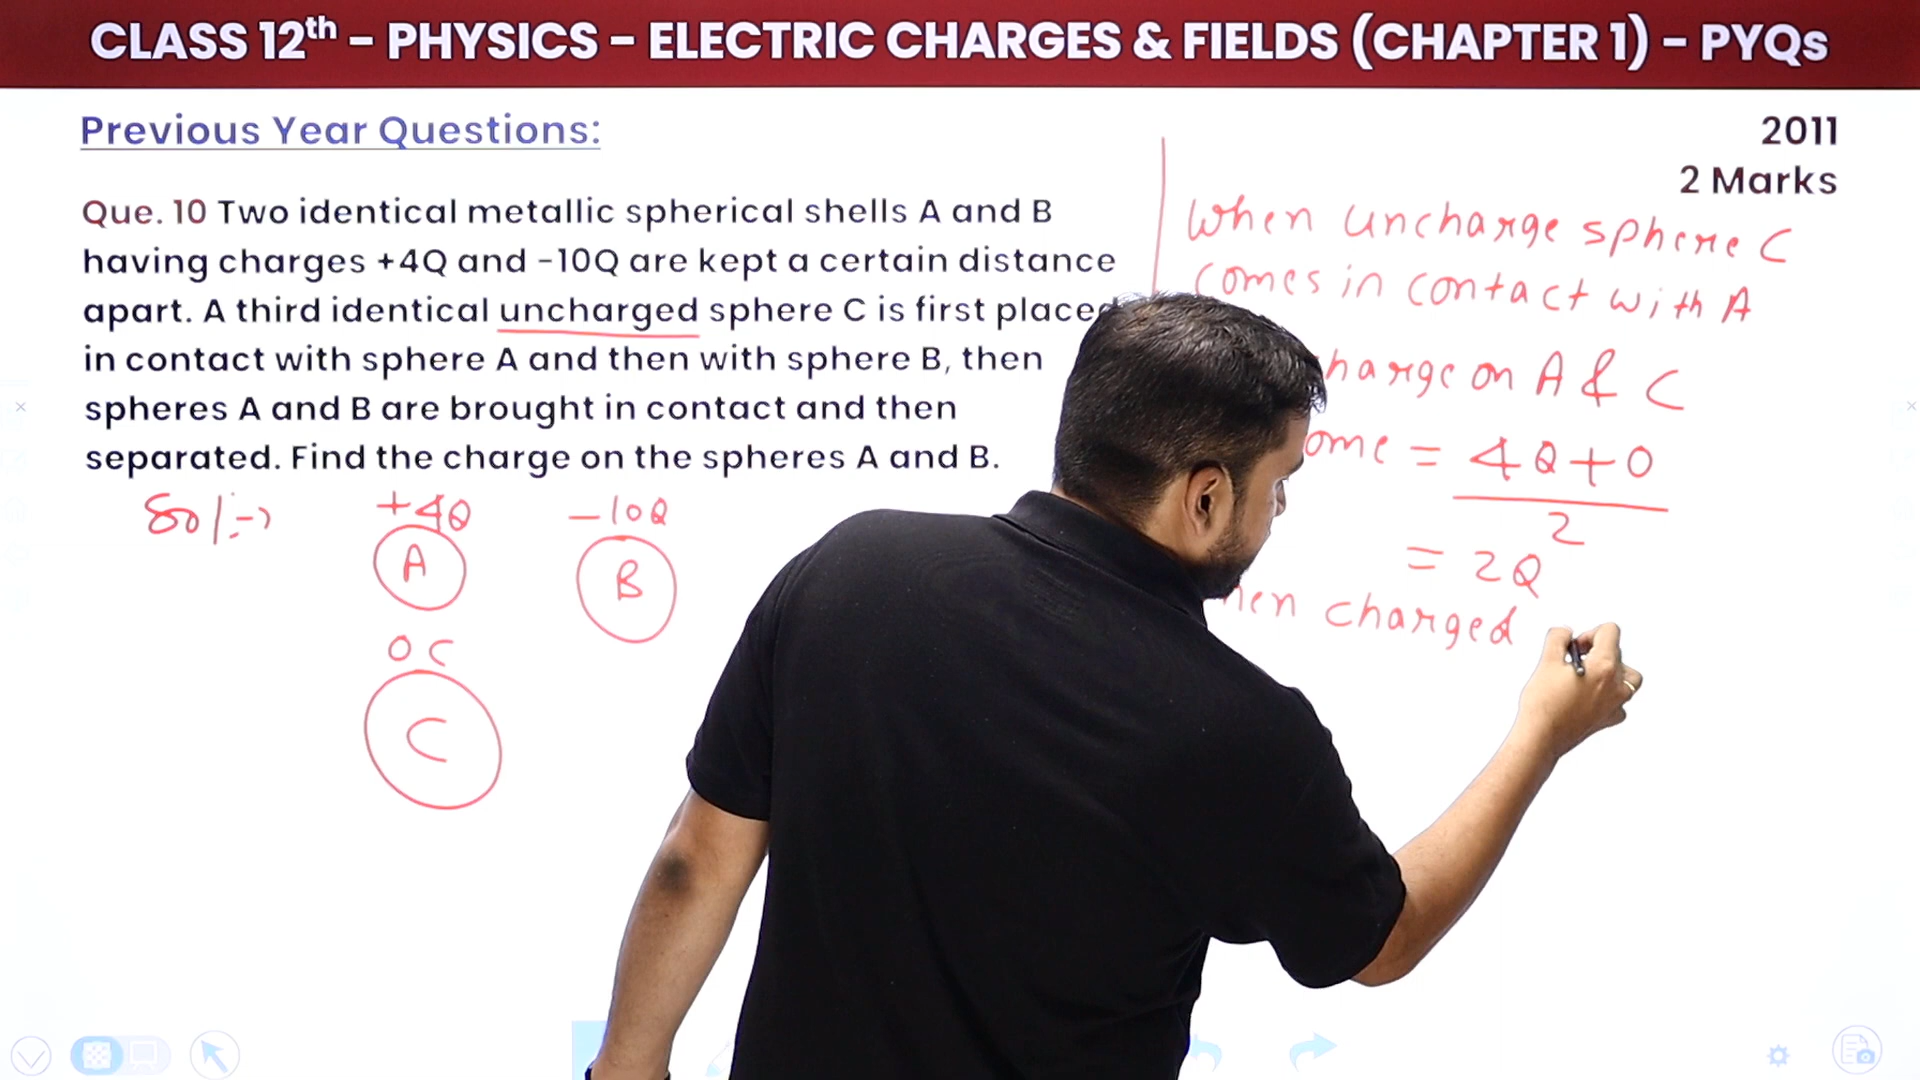 CLASS 12th - PHYSICS - ELECTRIC CHARGES & FIELDS (CHAPTER 1) - PYQs
Previous Year Questions:
2011
2 Marks
Que. 10 Two identical metallic spherical shells A and B
having charges +4Q and -10Q are kept a certain distance
apart. A third identical uncharged sphere C is first place
in contact with sphere A and then with sphere B, then
spheres A and B are brought in contact and then
separated. Find the charge on the spheres A and B.
Sol:->
+4Q
A
-10Q
B
O C
C
When uncharge sphere C
comes in contact with A
harge on A & C
ome = 4Q+0
2
= 2Q
hen charged